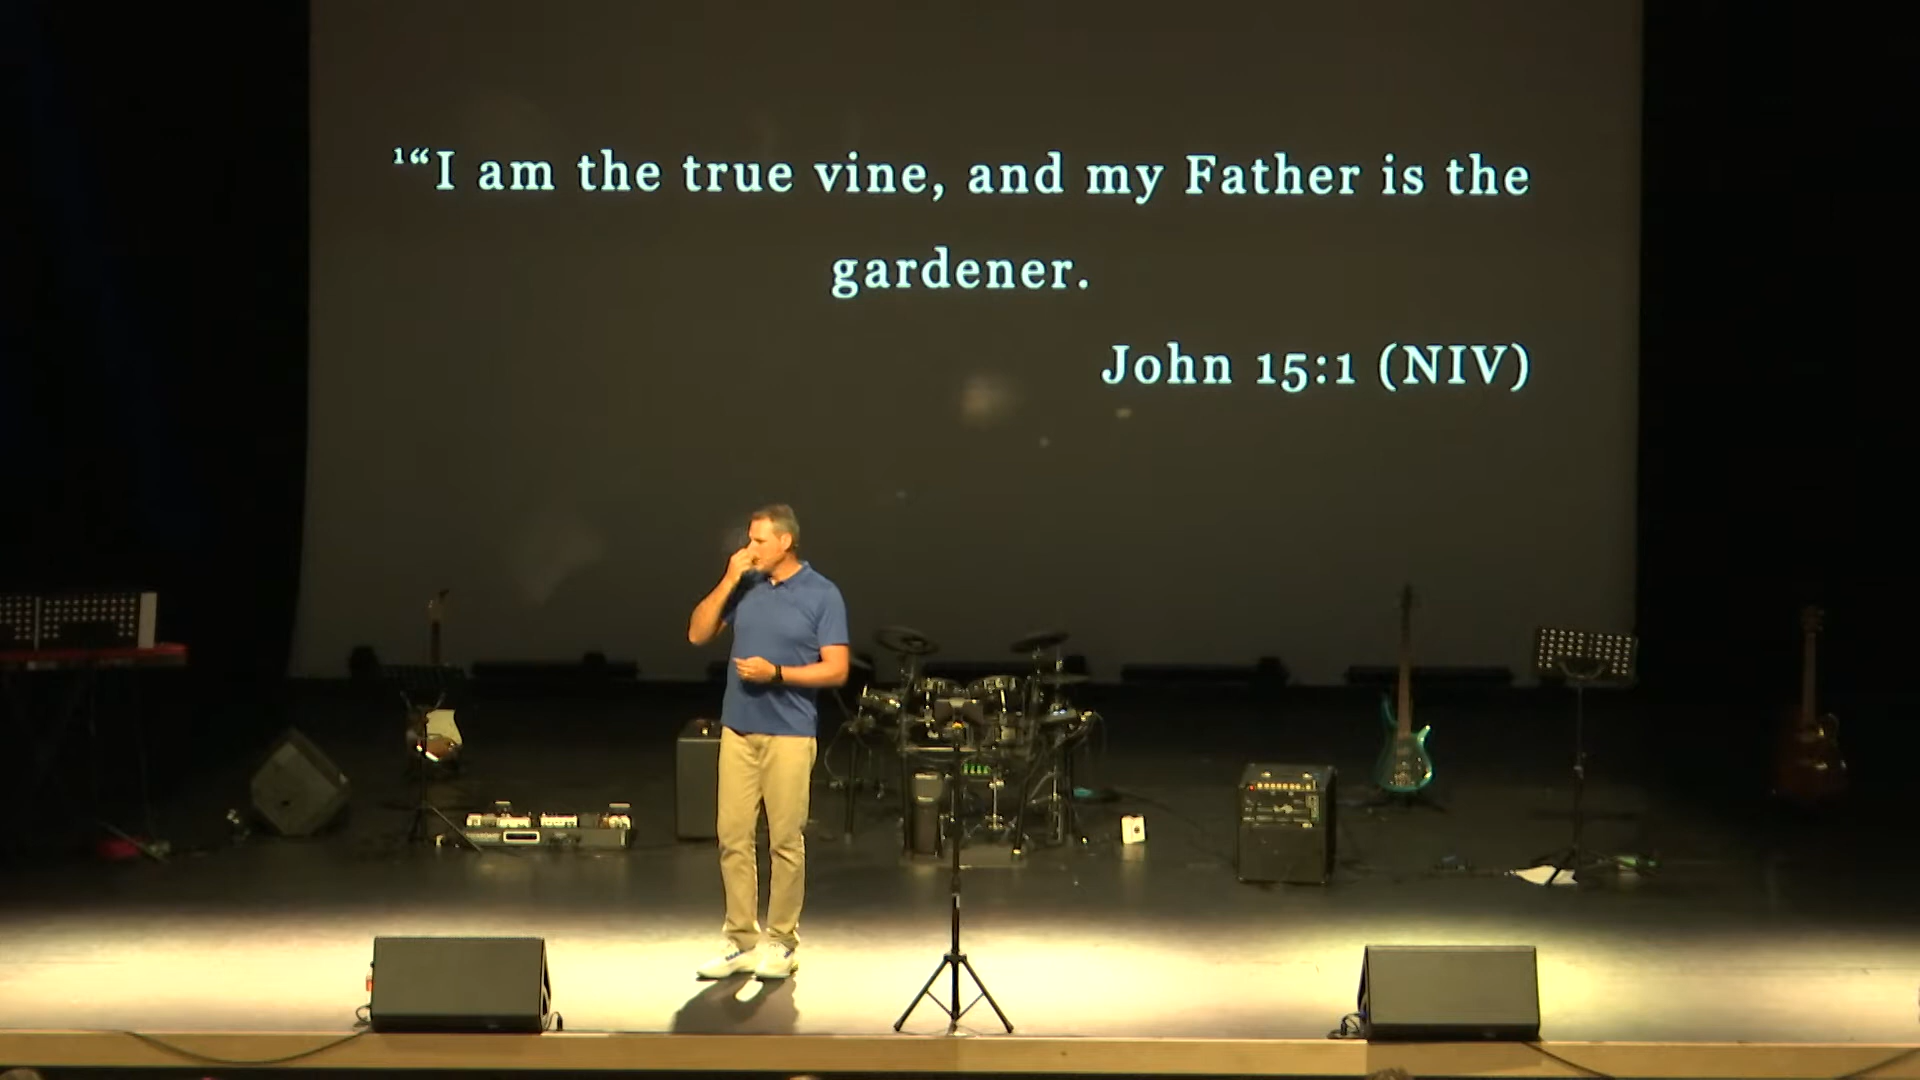 ¹“I am the true vine, and my Father is the
gardener.
John 15:1 (NIV)